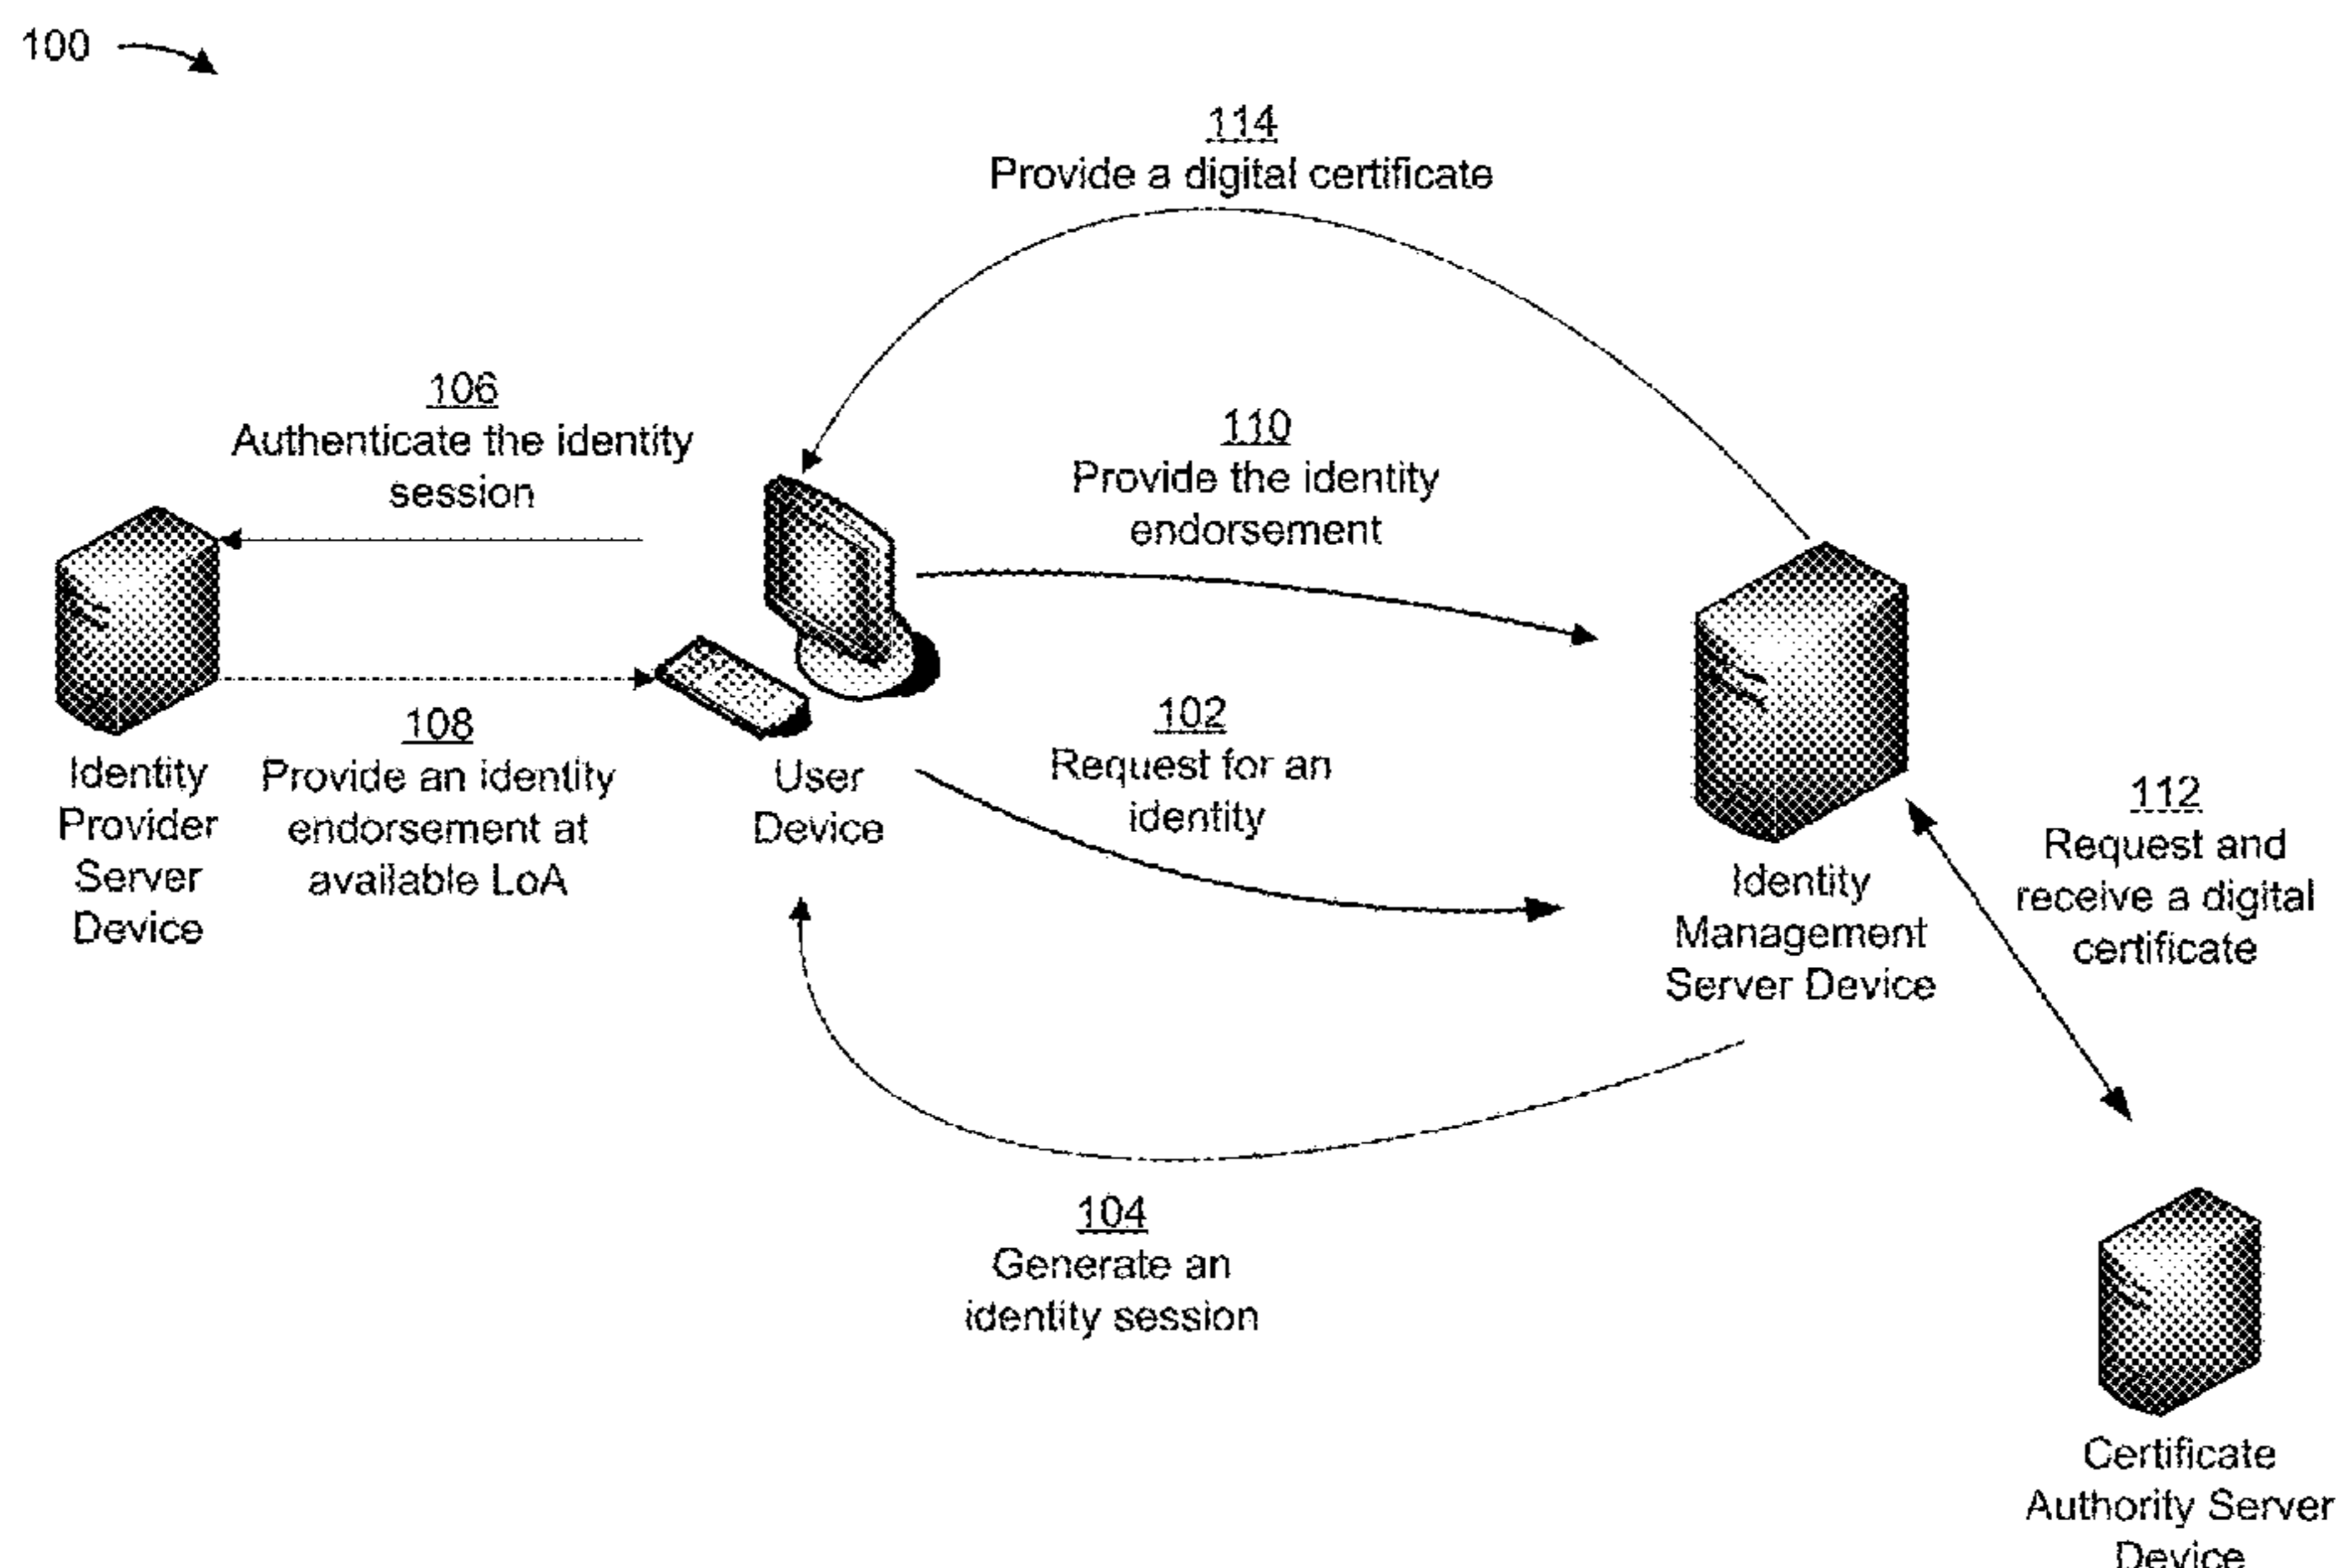 100
114
Provide a digital certificate
106
Authenticate the identity
session
110
Provide the identity
endorsement
108
Provide an identity
endorsement at
available LoA
102
Request for an
identity
Identity
Provider
Server
Device
User
Device
Identity
Management
Server Device
112
Request and
receive a digital
certificate
104
Generate an
identity session
Certificate
Authority Server
Device